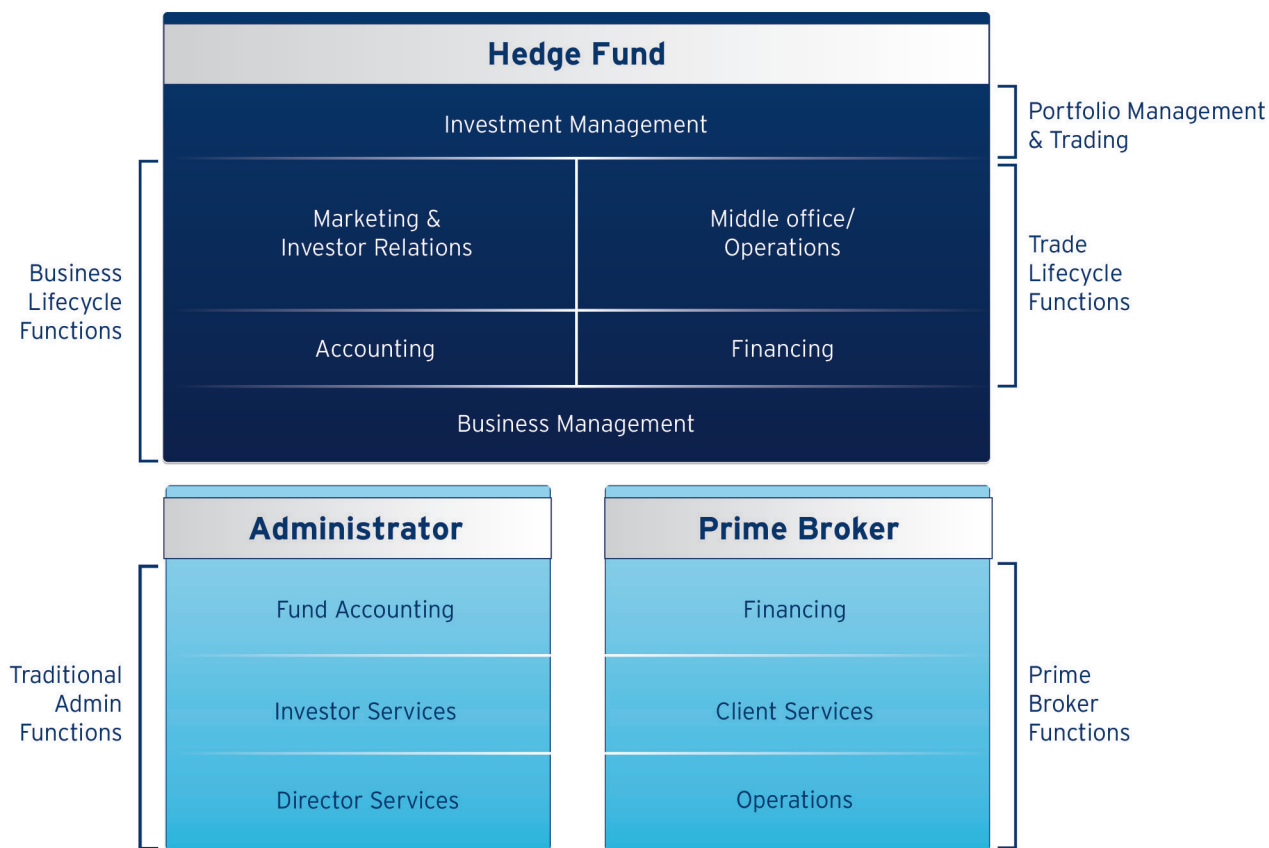 Hedge Fund
Investment Management
Portfolio Management
& Trading
Marketing &
Investor Relations
Middle office/
Operations
Business
Lifecycle
Functions
Trade
Lifecycle
Functions
Accounting
Financing
Business Management
Administrator
Prime Broker
Fund Accounting
Financing
Traditional
Admin
Functions
Investor Services
Client Services
Prime
Broker
Functions
Director Services
Operations